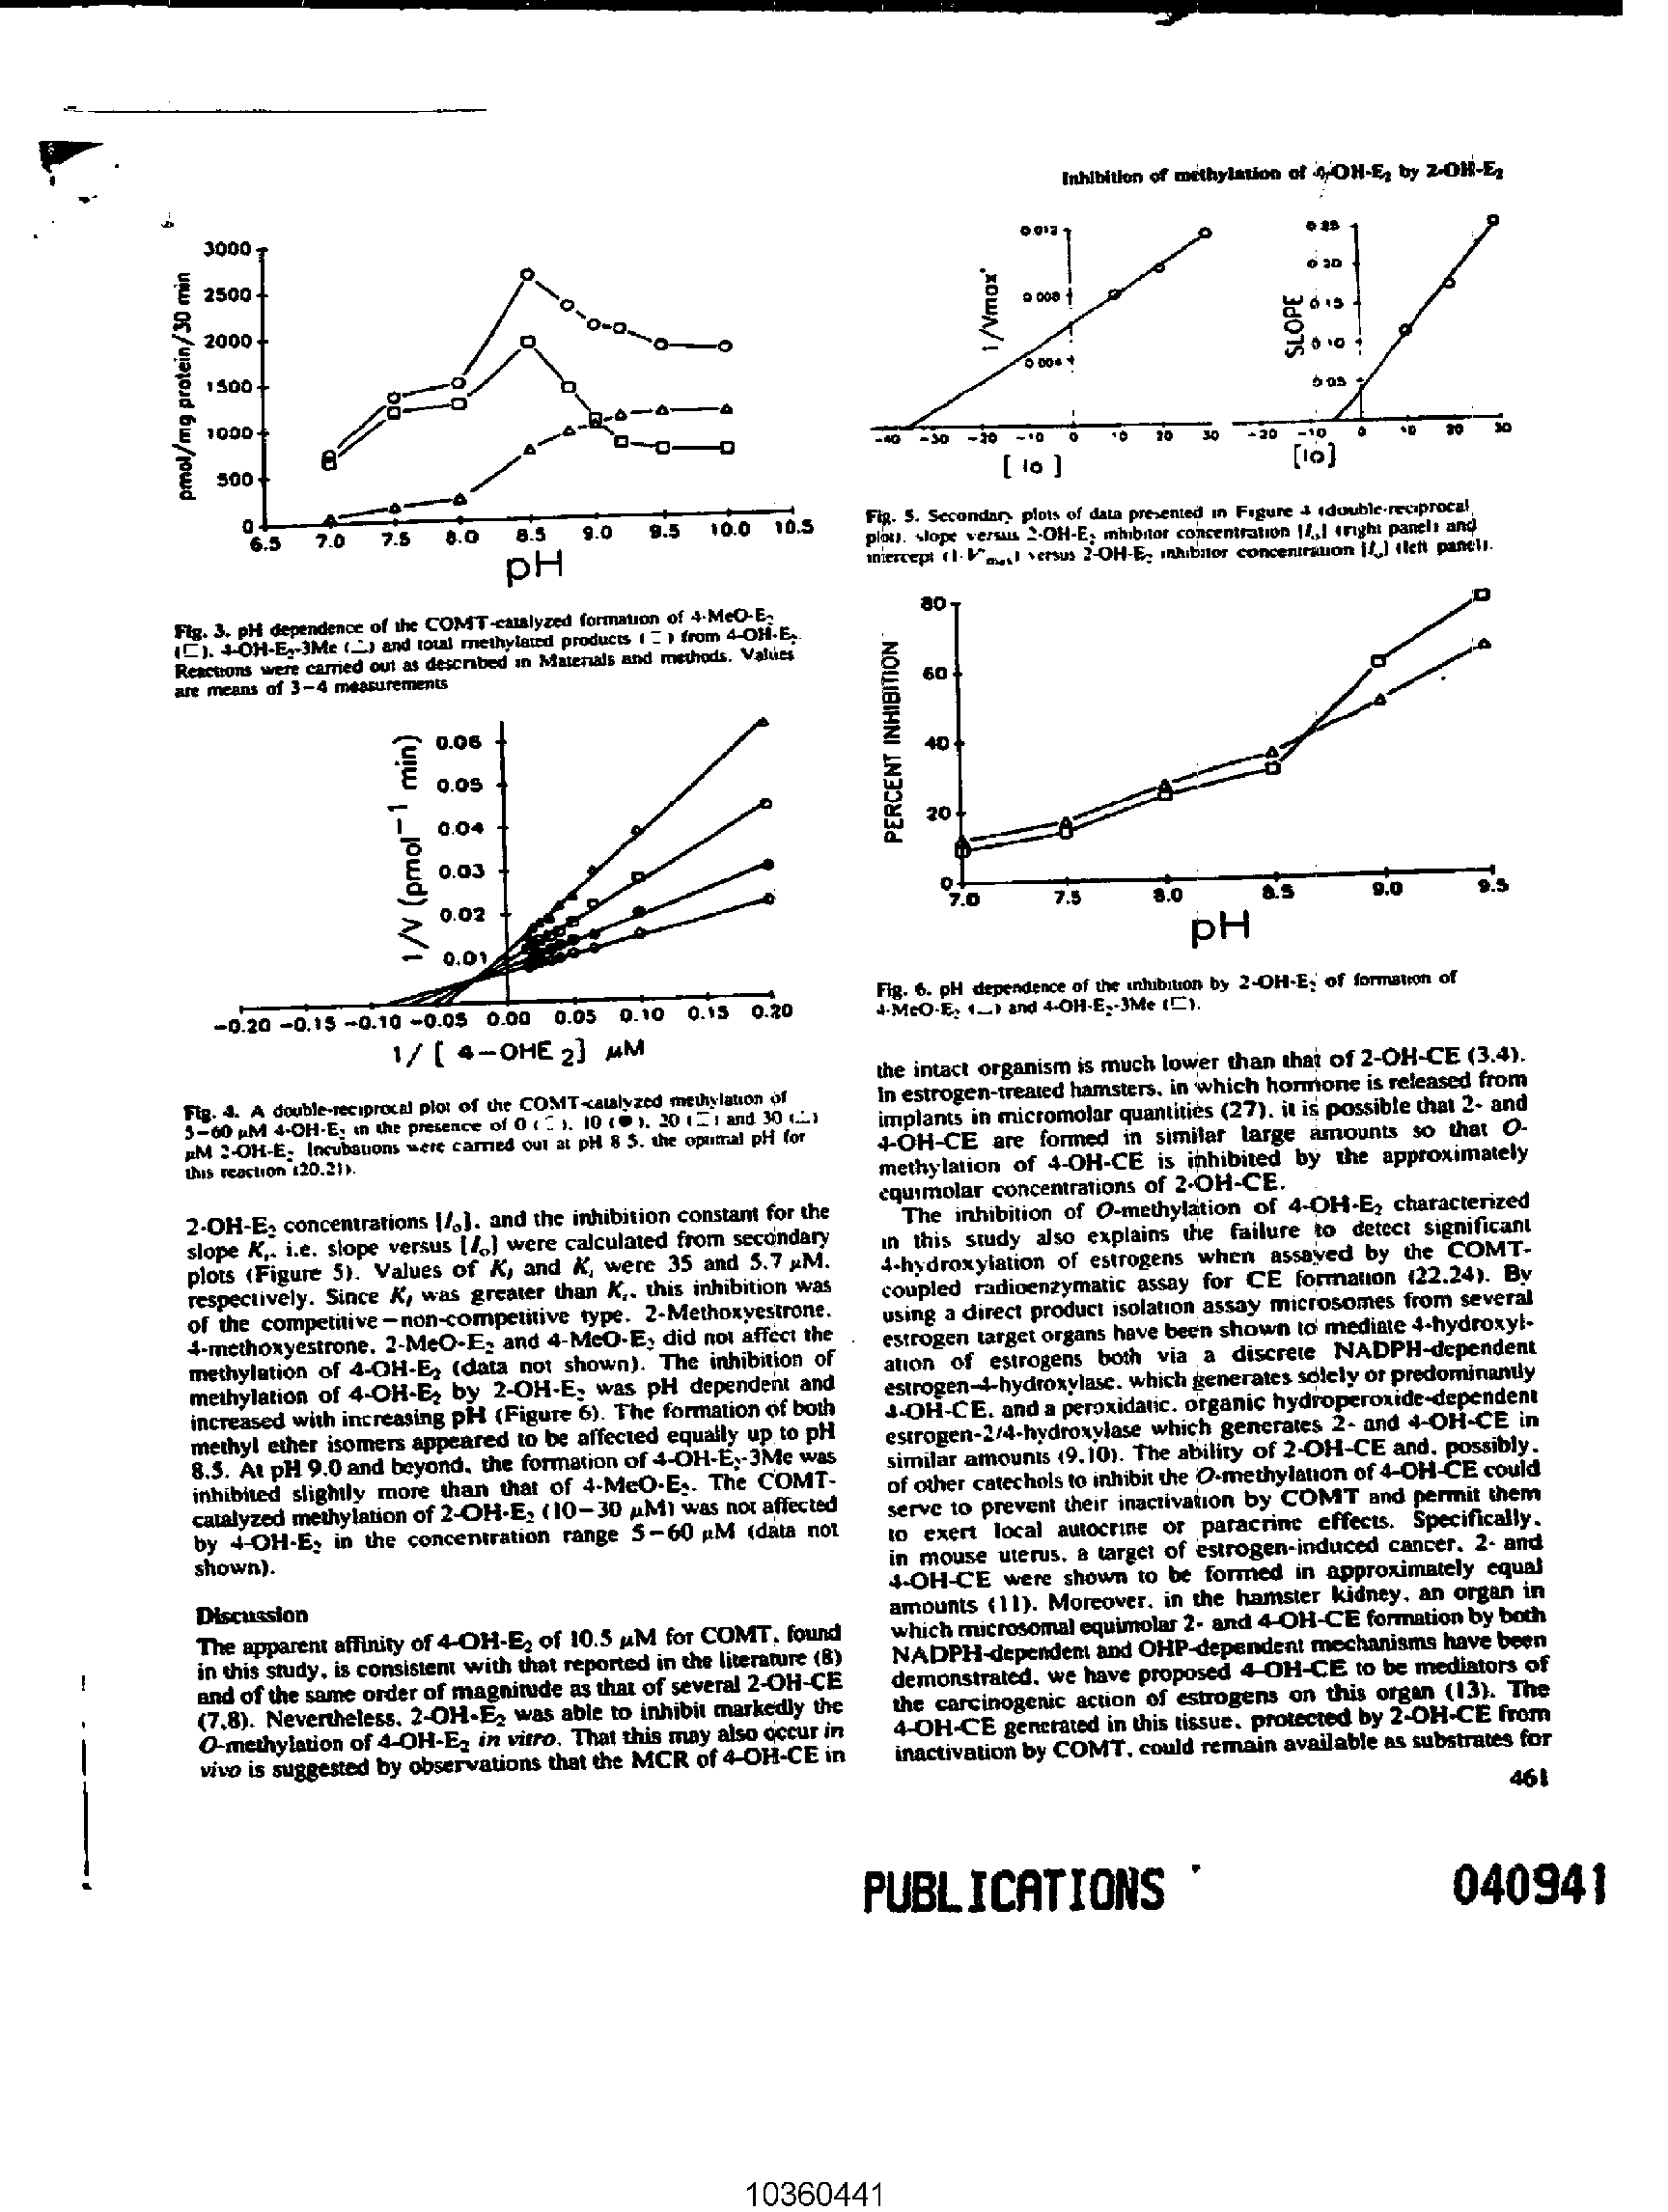 Inhibition of methylation of 4-OH-E₂ by 2-OH-E₂
3000
2500
2000
1500
1000
500
0
pmol/mg protein/30 min
6.5 7.0 7.5 8.0 8.5 9.0 9.5 10.0 10.5
pH
Fig. 3. pH dependence of the COMT-catalyzed formation of 4-MeO-E₂
(□), 4-OH-E₂-3Me (△) and total methylated products ( ) from 4-OH-E₂.
Reactions were carried out as described in Materials and methods. Values
are means of 3–4 measurements
0.06
0.05
0.04
0.03
0.02
0.01
1/V (pmol⁻¹ min)
-0.20 -0.15 -0.10 -0.05 0.00 0.05 0.10 0.15 0.20
1/ [ 4-OHE 2] µM
Fig. 4. A double-reciprocal plot of the COMT-catalyzed methylation of
5–60 µM 4-OH-E₂ in the presence of 0 ( ), 10 (●), 20 (□) and 30 (△)
µM 2-OH-E₂. Incubations were carried out at pH 8.5, the optimal pH for
this reaction (20,21).
2-OH-E₂ concentrations [Iₒ], and the inhibition constant for the
slope Kᵢ, i.e. slope versus [Iₒ] were calculated from secondary
plots (Figure 5). Values of K_I and Kᵢ were 35 and 5.7 µM,
respectively. Since K_I was greater than Kᵢ, this inhibition was
of the competitive–non-competitive type. 2-Methoxyestrone,
4-methoxyestrone, 2-MeO-E₂ and 4-MeO-E₂ did not affect the
methylation of 4-OH-E₂ (data not shown). The inhibition of
methylation of 4-OH-E₂ by 2-OH-E₂ was pH dependent and
increased with increasing pH (Figure 6). The formation of both
methyl ether isomers appeared to be affected equally up to pH
8.5. At pH 9.0 and beyond, the formation of 4-OH-E₂-3Me was
inhibited slightly more than that of 4-MeO-E₂. The COMT-
catalyzed methylation of 2-OH-E₂ (10–30 µM) was not affected
by 4-OH-E₂ in the concentration range 5–60 µM (data not
shown).
Discussion
The apparent affinity of 4-OH-E₂ of 10.5 µM for COMT, found
in this study, is consistent with that reported in the literature (8)
and of the same order of magnitude as that of several 2-OH-CE
(7,8). Nevertheless, 2-OH-E₂ was able to inhibit markedly the
O-methylation of 4-OH-E₂ in vitro. That this may also occur in
vivo is suggested by observations that the MCR of 4-OH-CE in
0.012
0.008
0.004
1/Vmax'
-40 -30 -20 -10 0 10 20 30
[ Io ]
0.25
0.20
0.15
0.10
0.05
SLOPE
-20 -10 0 10 20 30
[Io]
Fig. 5. Secondary plots of data presented in Figure 4 (double-reciprocal
plot), slope versus 2-OH-E₂ inhibitor concentration [Iₒ] (right panel) and
intercept (1/Vmax) versus 2-OH-E₂ inhibitor concentration [Iₒ] (left panel).
80
60
40
20
0
PERCENT INHIBITION
7.0 7.5 8.0 8.5 9.0 9.5
pH
Fig. 6. pH dependence of the inhibition by 2-OH-E₂ of formation of
4-MeO-E₂ (△) and 4-OH-E₂-3Me (□).
the intact organism is much lower than that of 2-OH-CE (3,4).
In estrogen-treated hamsters, in which hormone is released from
implants in micromolar quantities (27), it is possible that 2- and
4-OH-CE are formed in similar large amounts so that O-
methylation of 4-OH-CE is inhibited by the approximately
equimolar concentrations of 2-OH-CE.
The inhibition of O-methylation of 4-OH-E₂ characterized
in this study also explains the failure to detect significant
4-hydroxylation of estrogens when assayed by the COMT-
coupled radioenzymatic assay for CE formation (22,24). By
using a direct product isolation assay microsomes from several
estrogen target organs have been shown to mediate 4-hydroxyl-
ation of estrogens both via a discrete NADPH-dependent
estrogen-4-hydroxylase, which generates solely or predominantly
4-OH-CE, and a peroxidatic, organic hydroperoxide-dependent
estrogen-2/4-hydroxylase which generates 2- and 4-OH-CE in
similar amounts (9,10). The ability of 2-OH-CE and, possibly,
of other catechols to inhibit the O-methylation of 4-OH-CE could
serve to prevent their inactivation by COMT and permit them
to exert local autocrine or paracrine effects. Specifically,
in mouse uterus, a target of estrogen-induced cancer, 2- and
4-OH-CE were shown to be formed in approximately equal
amounts (11). Moreover, in the hamster kidney, an organ in
which microsomal equimolar 2- and 4-OH-CE formation by both
NADPH-dependent and OHP-dependent mechanisms have been
demonstrated, we have proposed 4-OH-CE to be mediators of
the carcinogenic action of estrogens on this organ (13). The
4-OH-CE generated in this tissue, protected by 2-OH-CE from
inactivation by COMT, could remain available as substrates for
461
PUBLICATIONS
040941
10360441